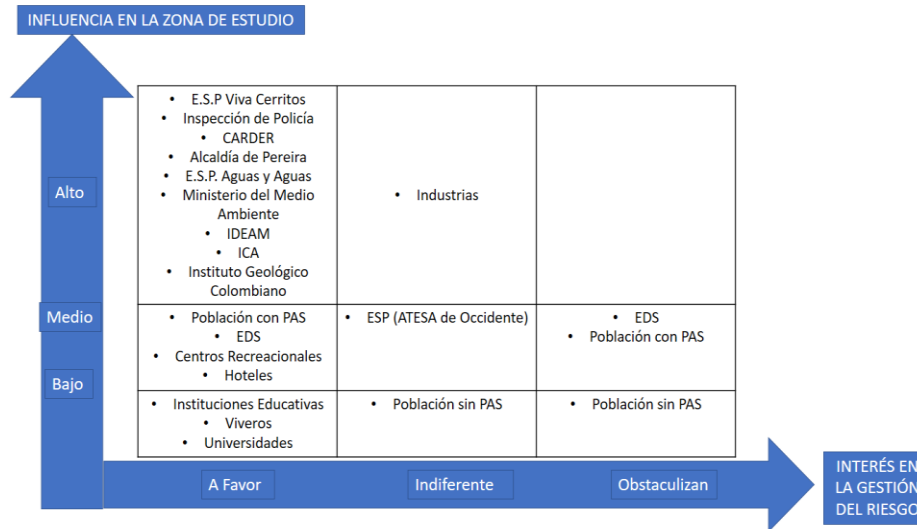 INFLUENCIA EN LA ZONA DE ESTUDIO
Alto
• E.S.P Viva Cerritos
• Inspección de Policía
• CARDER
• Alcaldía de Pereira
• E.S.P. Aguas y Aguas
• Ministerio del Medio
Ambiente
• IDEAM
• ICA
• Instituto Geológico
Colombiano
• Industrias
Medio
• Población con PAS
• EDS
• Centros Recreacionales
• Hoteles
• ESP (ATESA de Occidente)
• EDS
• Población con PAS
Bajo
• Instituciones Educativas
• Viveros
• Universidades
• Población sin PAS
• Población sin PAS
A Favor
Indiferente
Obstaculizan
INTERÉS EN
LA GESTIÓN
DEL RIESGO